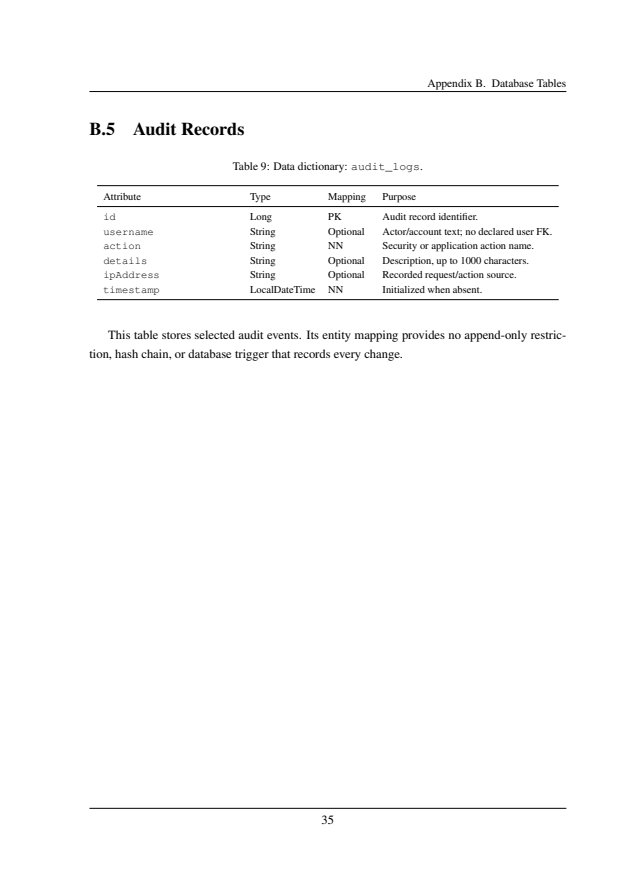 Appendix B. Database Tables
B.5 Audit Records
Table 9: Data dictionary: audit_logs.
Attribute Type Mapping Purpose
id Long PK Audit record identifier.
username String Optional Actor/account text; no declared user FK.
action String NN Security or application action name.
details String Optional Description, up to 1000 characters.
ipAddress String Optional Recorded request/action source.
timestamp LocalDateTime NN Initialized when absent.
This table stores selected audit events. Its entity mapping provides no append-only restric-
tion, hash chain, or database trigger that records every change.
35